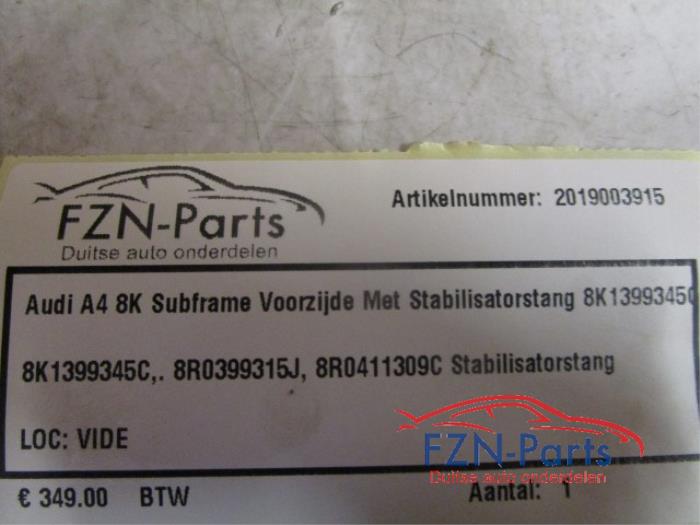 FZN-Parts
Duitse auto onderdelen
Artikelnummer: 2019003915
Audi A4 8K Subframe Voorzijde Met Stabilisatorstang 8K1399345C
8K1399345C,. 8R0399315J, 8R0411309C Stabilisatorstang
LOC: VIDE
FZN-Parts
Duitse auto onderdelen
€ 349.00 BTW
Aantal: 1